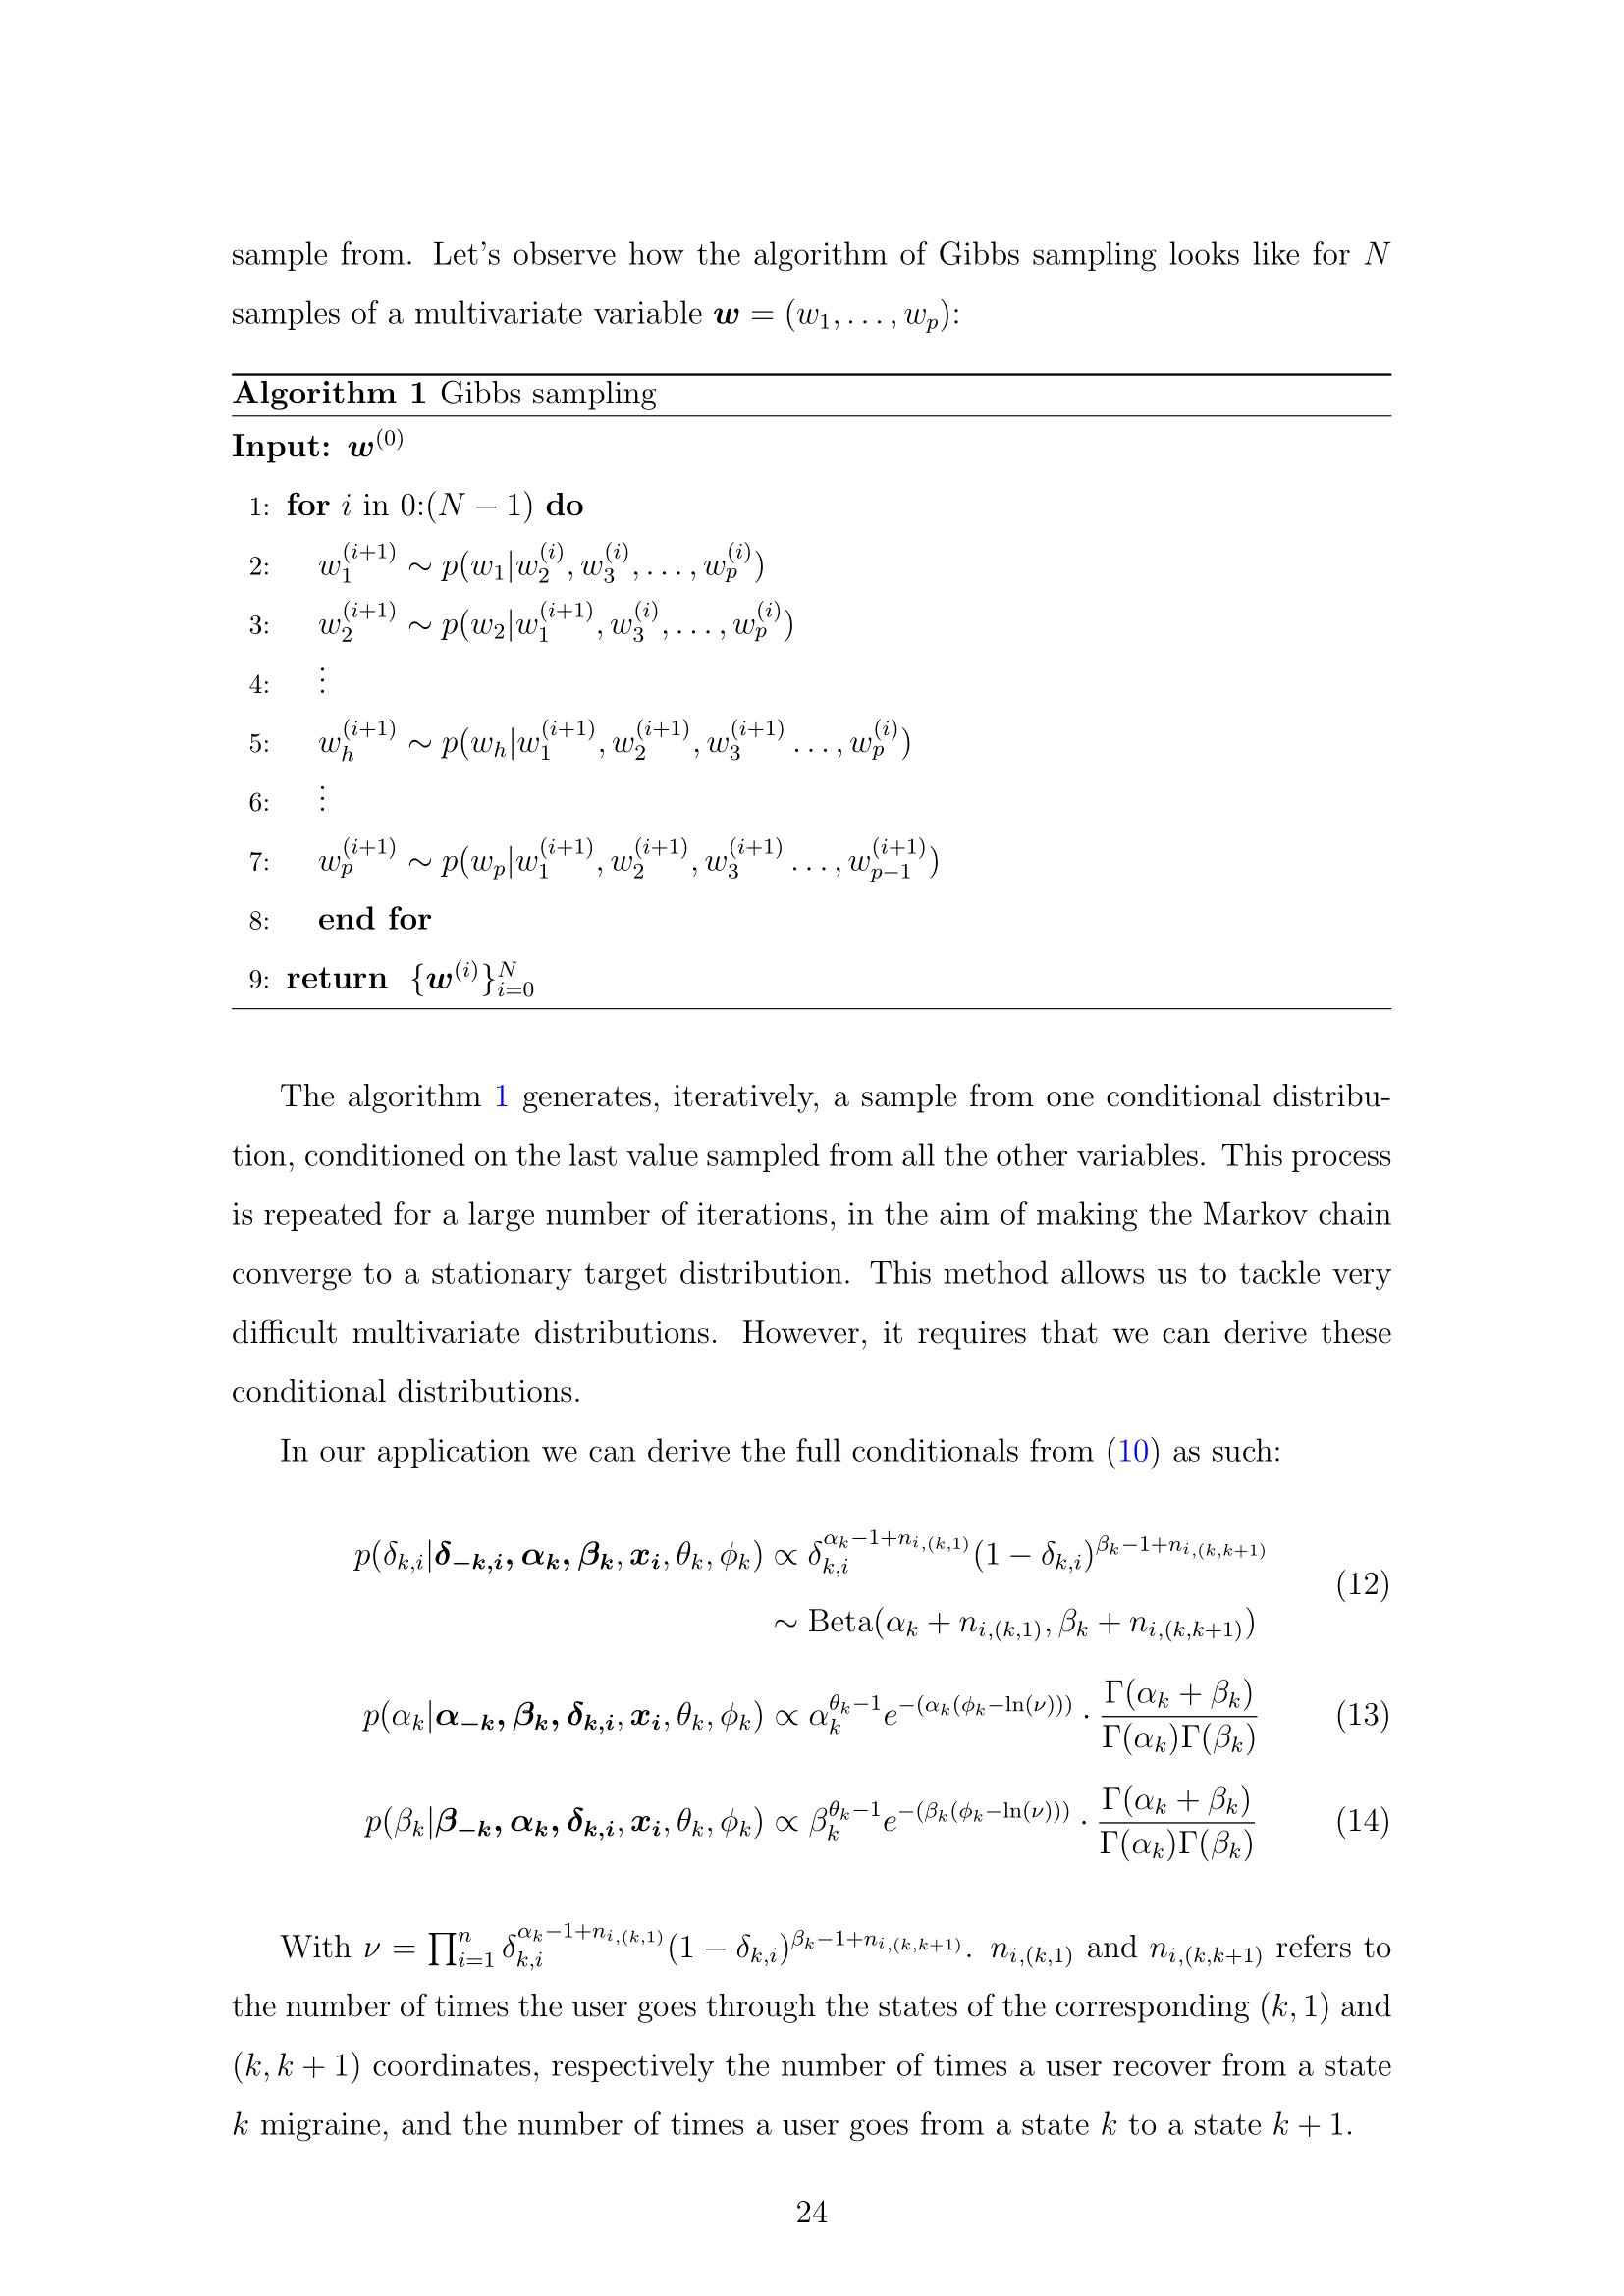 sample from. Let's observe how the algorithm of Gibbs sampling looks like for $N$
samples of a multivariate variable $\boldsymbol{w} = (w_1, \ldots, w_p)$:
Algorithm 1 Gibbs sampling
Input: $\boldsymbol{w}^{(0)}$
1: for $i$ in 0:$(N-1)$ do
2: $w_1^{(i+1)} \sim p(w_1|w_2^{(i)}, w_3^{(i)}, \ldots, w_p^{(i)})$
3: $w_2^{(i+1)} \sim p(w_2|w_1^{(i+1)}, w_3^{(i)}, \ldots, w_p^{(i)})$
4: $\vdots$
5: $w_h^{(i+1)} \sim p(w_h|w_1^{(i+1)}, w_2^{(i+1)}, w_3^{(i+1)} \ldots, w_p^{(i)})$
6: $\vdots$
7: $w_p^{(i+1)} \sim p(w_p|w_1^{(i+1)}, w_2^{(i+1)}, w_3^{(i+1)} \ldots, w_{p-1}^{(i+1)})$
8: end for
9: return $\{\boldsymbol{w}^{(i)}\}_{i=0}^{N}$
The algorithm 1 generates, iteratively, a sample from one conditional distribu-
tion, conditioned on the last value sampled from all the other variables. This process
is repeated for a large number of iterations, in the aim of making the Markov chain
converge to a stationary target distribution. This method allows us to tackle very
difficult multivariate distributions. However, it requires that we can derive these
conditional distributions.
In our application we can derive the full conditionals from (10) as such:
$p(\delta_{k,i}|\boldsymbol{\delta_{-k,i}, \alpha_k, \beta_k}, \boldsymbol{x_i}, \theta_k, \phi_k) \propto \delta_{k,i}^{\alpha_k-1+n_{i,(k,1)}}(1-\delta_{k,i})^{\beta_k-1+n_{i,(k,k+1)}}$
$\sim \text{Beta}(\alpha_k + n_{i,(k,1)}, \beta_k + n_{i,(k,k+1)})$ (12)
$p(\alpha_k|\boldsymbol{\alpha_{-k}, \beta_k, \delta_{k,i}}, \boldsymbol{x_i}, \theta_k, \phi_k) \propto \alpha_k^{\theta_k-1}e^{-(\alpha_k(\phi_k-\ln(\nu)))} \cdot \frac{\Gamma(\alpha_k+\beta_k)}{\Gamma(\alpha_k)\Gamma(\beta_k)}$ (13)
$p(\beta_k|\boldsymbol{\beta_{-k}, \alpha_k, \delta_{k,i}}, \boldsymbol{x_i}, \theta_k, \phi_k) \propto \beta_k^{\theta_k-1}e^{-(\beta_k(\phi_k-\ln(\nu)))} \cdot \frac{\Gamma(\alpha_k+\beta_k)}{\Gamma(\alpha_k)\Gamma(\beta_k)}$ (14)
With $\nu = \prod_{i=1}^{n} \delta_{k,i}^{\alpha_k-1+n_{i,(k,1)}}(1-\delta_{k,i})^{\beta_k-1+n_{i,(k,k+1)}}$. $n_{i,(k,1)}$ and $n_{i,(k,k+1)}$ refers to
the number of times the user goes through the states of the corresponding $(k,1)$ and
$(k,k+1)$ coordinates, respectively the number of times a user recover from a state
$k$ migraine, and the number of times a user goes from a state $k$ to a state $k+1$.
24